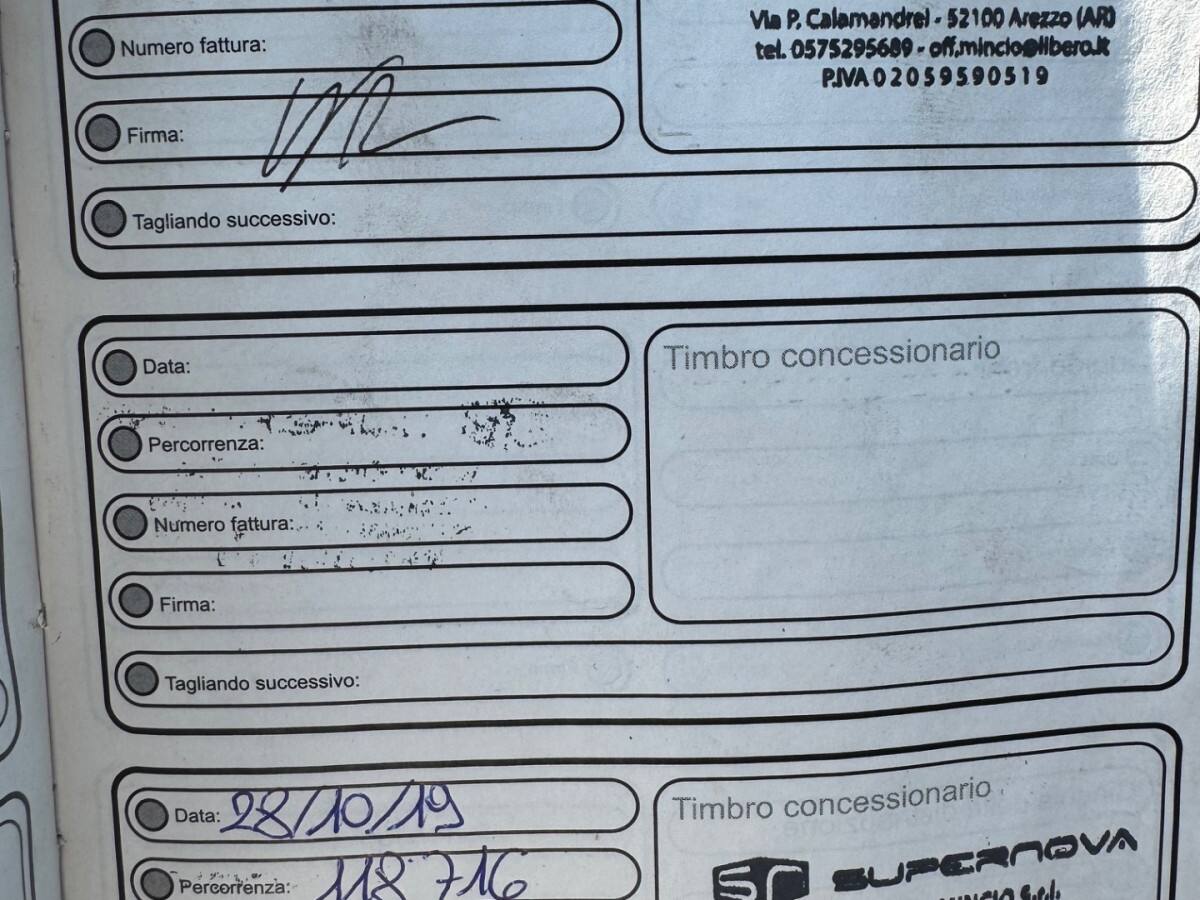 Via P. Calamandrei - 52100 Arezzo (AR)
Numero fattura:
tel. 0575295689 - off.mincio@libero.it
P.IVA 02059590519
Firma:
Tagliando successivo:
Data:
Timbro concessionario
Percorrenza:
Numero fattura:
Firma:
Tagliando successivo:
Data: 28/10/19
Timbro concessionario
Percorrenza: 118.716
SUPERNOVA
MINCIO S.r.l.